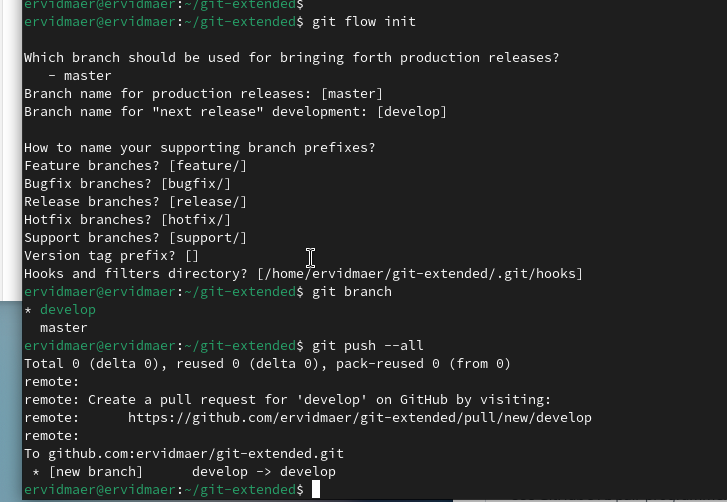 ervidmaer@ervidmaer:~/git-extended$
ervidmaer@ervidmaer:~/git-extended$ git flow init

Which branch should be used for bringing forth production releases?
   - master
Branch name for production releases: [master]
Branch name for "next release" development: [develop]

How to name your supporting branch prefixes?
Feature branches? [feature/]
Bugfix branches? [bugfix/]
Release branches? [release/]
Hotfix branches? [hotfix/]
Support branches? [support/]
Version tag prefix? []
Hooks and filters directory? [/home/ervidmaer/git-extended/.git/hooks]
ervidmaer@ervidmaer:~/git-extended$ git branch
* develop
  master
ervidmaer@ervidmaer:~/git-extended$ git push --all
Total 0 (delta 0), reused 0 (delta 0), pack-reused 0 (from 0)
remote:
remote: Create a pull request for 'develop' on GitHub by visiting:
remote:      https://github.com/ervidmaer/git-extended/pull/new/develop
remote:
To github.com:ervidmaer/git-extended.git
 * [new branch]      develop -> develop
ervidmaer@ervidmaer:~/git-extended$